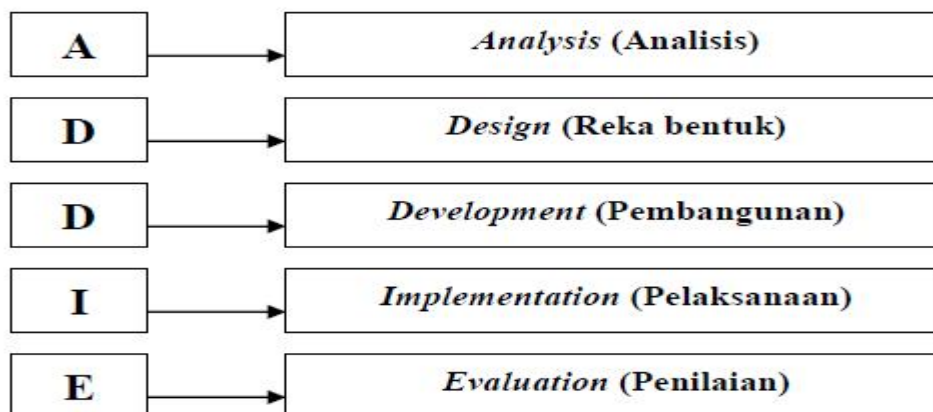 A Analysis (Analisis)
D Design (Reka bentuk)
D Development (Pembangunan)
I Implementation (Pelaksanaan)
E Evaluation (Penilaian)